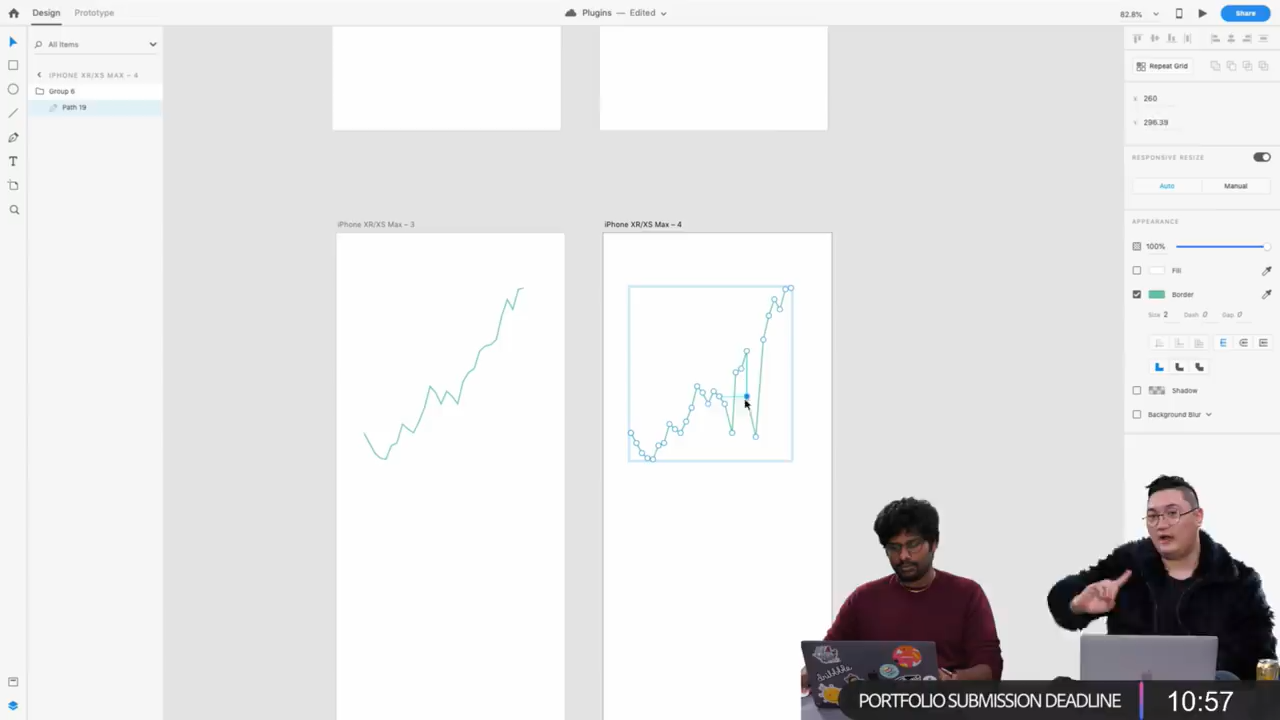 Design Prototype
Plugins — Edited
82.8%
Share
All Items
IPHONE XR/XS MAX – 4
Group 6
Path 19
Repeat Grid
X 260
Y 296.39
RESPONSIVE RESIZE
Auto Manual
APPEARANCE
100%
Fill
Border
Size 2 Dash 0 Gap 0
Shadow
Background Blur
iPhone XR/XS Max – 3
iPhone XR/XS Max – 4
Dribbble
PORTFOLIO SUBMISSION DEADLINE
10:57